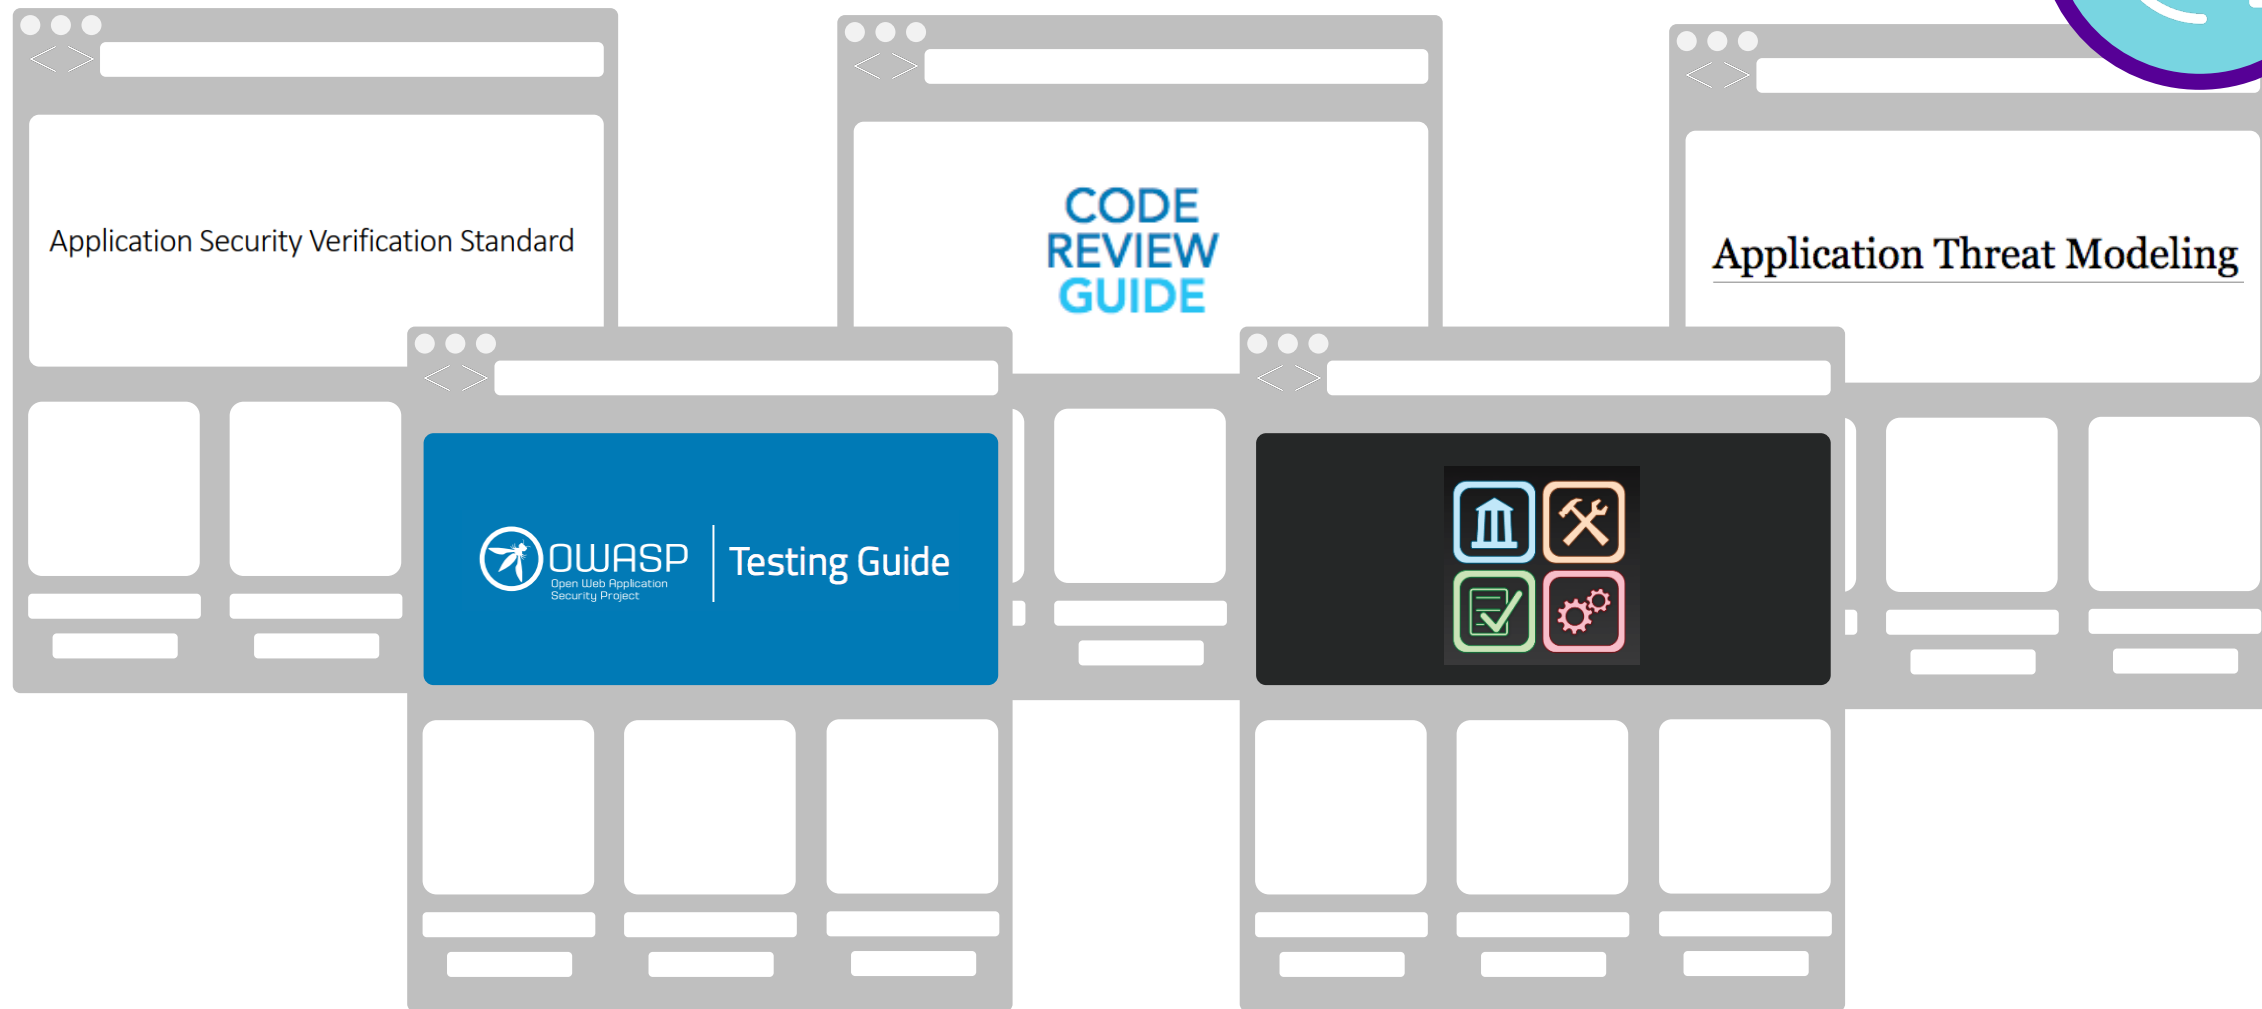 Application Security Verification Standard
CODE
REVIEW
GUIDE
Application Threat Modeling
OWASP
Open Web Application
Security Project
Testing Guide